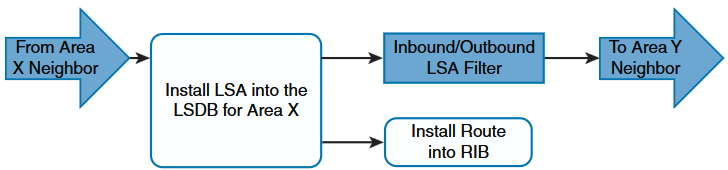 From Area
X Neighbor
Install LSA into the
LSDB for Area X
Inbound/Outbound
LSA Filter
To Area Y
Neighbor
Install Route
into RIB